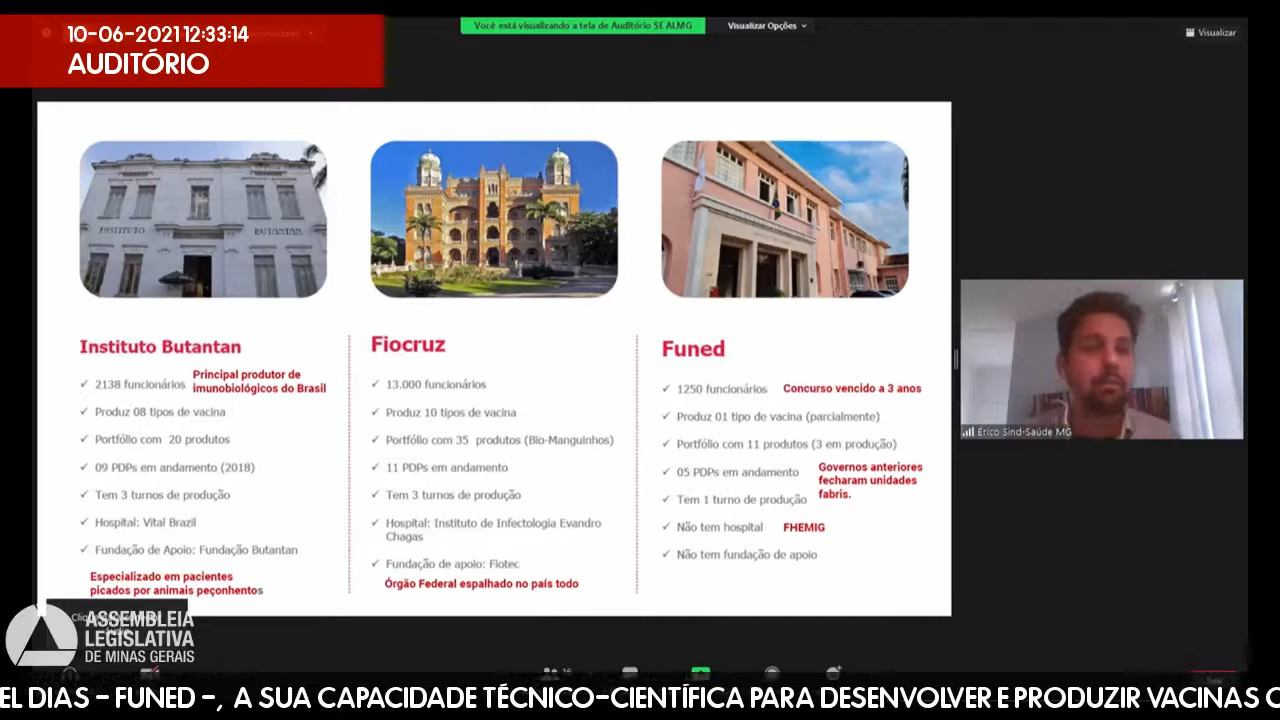 10-06-2021 12:33:14
AUDITÓRIO
Você está visualizando a tela de Auditório SE ALMG
Visualizar Opções
Visualizar
INSTITUTO BUTANTAN
Instituto Butantan
✓ 2138 funcionários
Principal produtor de
imunobiológicos do Brasil
✓ Produz 08 tipos de vacina
✓ Portfólio com 20 produtos
✓ 09 PDPs em andamento (2018)
✓ Tem 3 turnos de produção
✓ Hospital: Vital Brazil
✓ Fundação de Apoio: Fundação Butantan
Especializado em pacientes
picados por animais peçonhentos
Fiocruz
✓ 13.000 funcionários
✓ Produz 10 tipos de vacina
✓ Portfólio com 35 produtos (Bio-Manguinhos)
✓ 11 PDPs em andamento
✓ Tem 3 turnos de produção
✓ Hospital: Instituto de Infectologia Evandro
Chagas
✓ Fundação de apoio: Fiotec
Órgão Federal espalhado no país todo
Funed
✓ 1250 funcionários
Concurso vencido a 3 anos
✓ Produz 01 tipo de vacina (parcialmente)
✓ Portfólio com 11 produtos (3 em produção)
✓ 05 PDPs em andamento
Governos anteriores
fecharam unidades
fabris.
✓ Tem 1 turno de produção
✓ Não tem hospital
FHEMIG
✓ Não tem fundação de apoio
Érico Sind-Saúde MG
ASSEMBLEIA
LEGISLATIVA
DE MINAS GERAIS
16
EL DIAS - FUNED -, A SUA CAPACIDADE TÉCNICO-CIENTÍFICA PARA DESENVOLVER E PRODUZIR VACINAS C